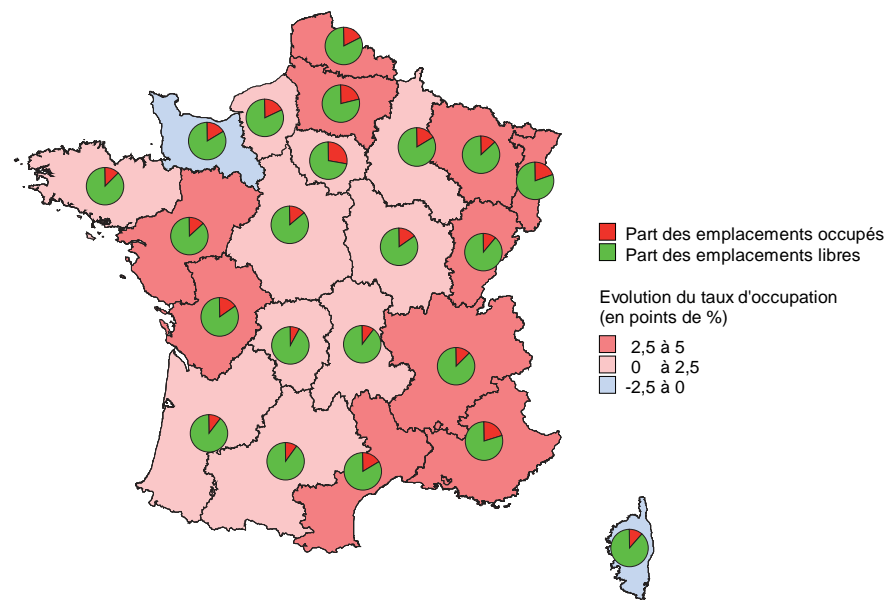 Part des emplacements occupés
Part des emplacements libres
Evolution du taux d'occupation
(en points de %)
2,5 à 5
0 à 2,5
-2,5 à 0